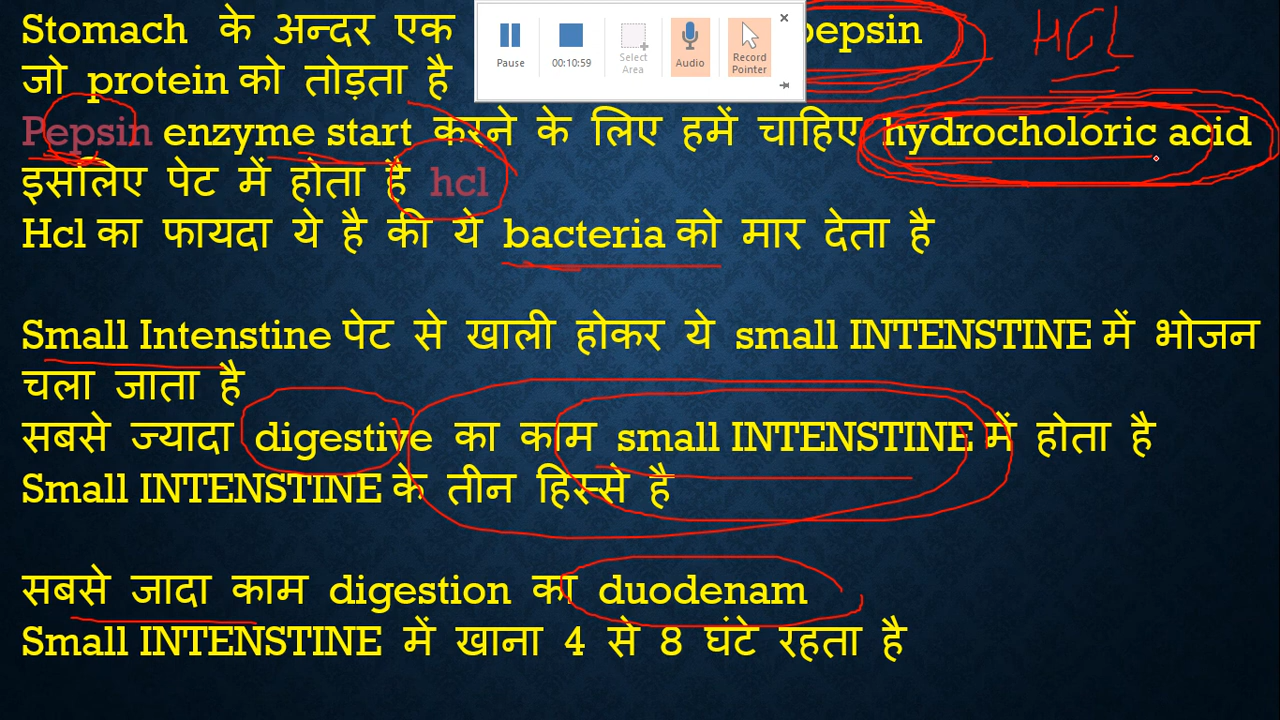 Stomach के अन्दर एक pepsin
HCL
जो protein को तोड़ता है
Pause
00:10:59
Select Area
Audio
Record Pointer
Pepsin enzyme start करने के लिए हमें चाहिए hydrocholoric acid
इसलिए पेट में होता है hcl
Hcl का फायदा ये है की ये bacteria को मार देता है
Small Intenstine पेट से खाली होकर ये small INTENSTINE में भोजन
चला जाता है
सबसे ज्यादा digestive का काम small INTENSTINE में होता है
Small INTENSTINE के तीन हिस्से है
सबसे जादा काम digestion का duodenam
Small INTENSTINE में खाना 4 से 8 घंटे रहता है